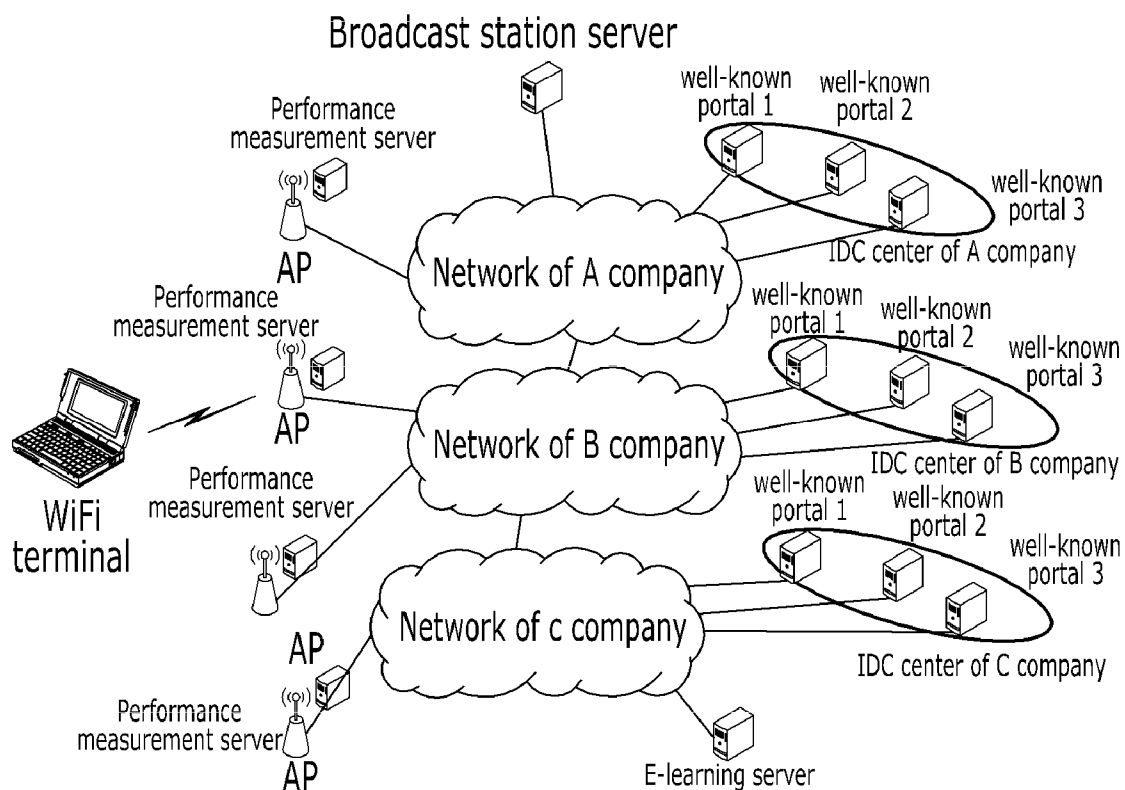 Broadcast station server
well-known
portal 1
well-known
portal 2
well-known
portal 3
Performance
measurement server
AP
Network of A company
IDC center of A company
Performance
measurement server
AP
well-known
portal 1
well-known
portal 2
well-known
portal 3
Network of B company
IDC center of B company
WiFi
terminal
Performance
measurement server
AP
well-known
portal 1
well-known
portal 2
well-known
portal 3
Network of c company
IDC center of C company
Performance
measurement server
AP
E-learning server